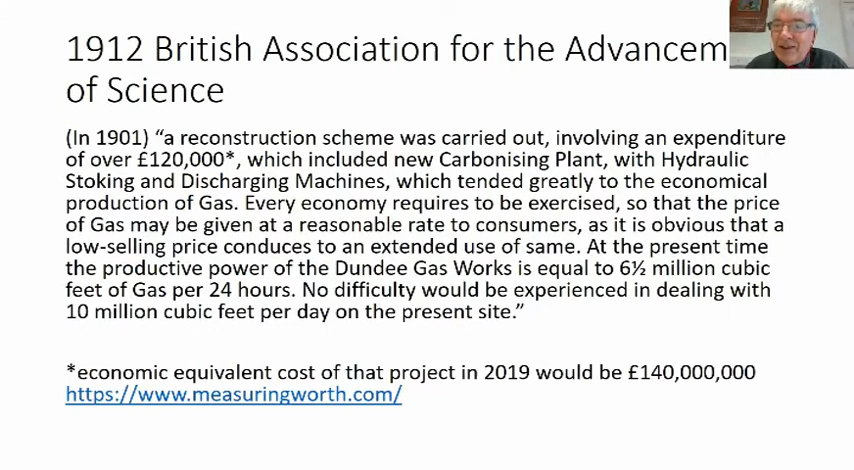 1912 British Association for the Advancem
of Science
(In 1901) “a reconstruction scheme was carried out, involving an expenditure
of over £120,000*, which included new Carbonising Plant, with Hydraulic
Stoking and Discharging Machines, which tended greatly to the economical
production of Gas. Every economy requires to be exercised, so that the price
of Gas may be given at a reasonable rate to consumers, as it is obvious that a
low-selling price conduces to an extended use of same. At the present time
the productive power of the Dundee Gas Works is equal to 6½ million cubic
feet of Gas per 24 hours. No difficulty would be experienced in dealing with
10 million cubic feet per day on the present site.”
*economic equivalent cost of that project in 2019 would be £140,000,000
https://www.measuringworth.com/